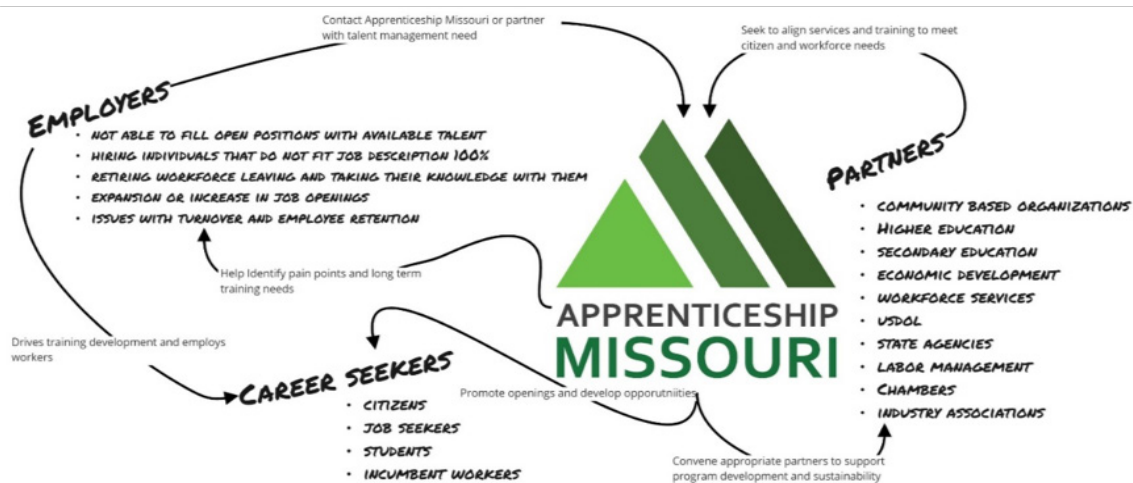 Contact Apprenticeship Missouri or partner
with talent management need
Seek to align services and training to meet
citizen and workforce needs
EMPLOYERS
• NOT ABLE TO FILL OPEN POSITIONS WITH AVAILABLE TALENT
• HIRING INDIVIDUALS THAT DO NOT FIT JOB DESCRIPTION 100%
• RETIRING WORKFORCE LEAVING AND TAKING THEIR KNOWLEDGE WITH THEM
• EXPANSION OR INCREASE IN JOB OPENINGS
• ISSUES WITH TURNOVER AND EMPLOYEE RETENTION
PARTNERS
• COMMUNITY BASED ORGANIZATIONS
• HIGHER EDUCATION
• SECONDARY EDUCATION
• ECONOMIC DEVELOPMENT
• WORKFORCE SERVICES
• USDOL
• STATE AGENCIES
• LABOR MANAGEMENT
• CHAMBERS
• INDUSTRY ASSOCIATIONS
Help Identify pain points and long term
training needs
APPRENTICESHIP
MISSOURI
Drives training development and employs
workers
CAREER SEEKERS
• CITIZENS
• JOB SEEKERS
• STUDENTS
• INCUMBENT WORKERS
Promote openings and develop opporutniities
Convene appropriate partners to support
program development and sustainability